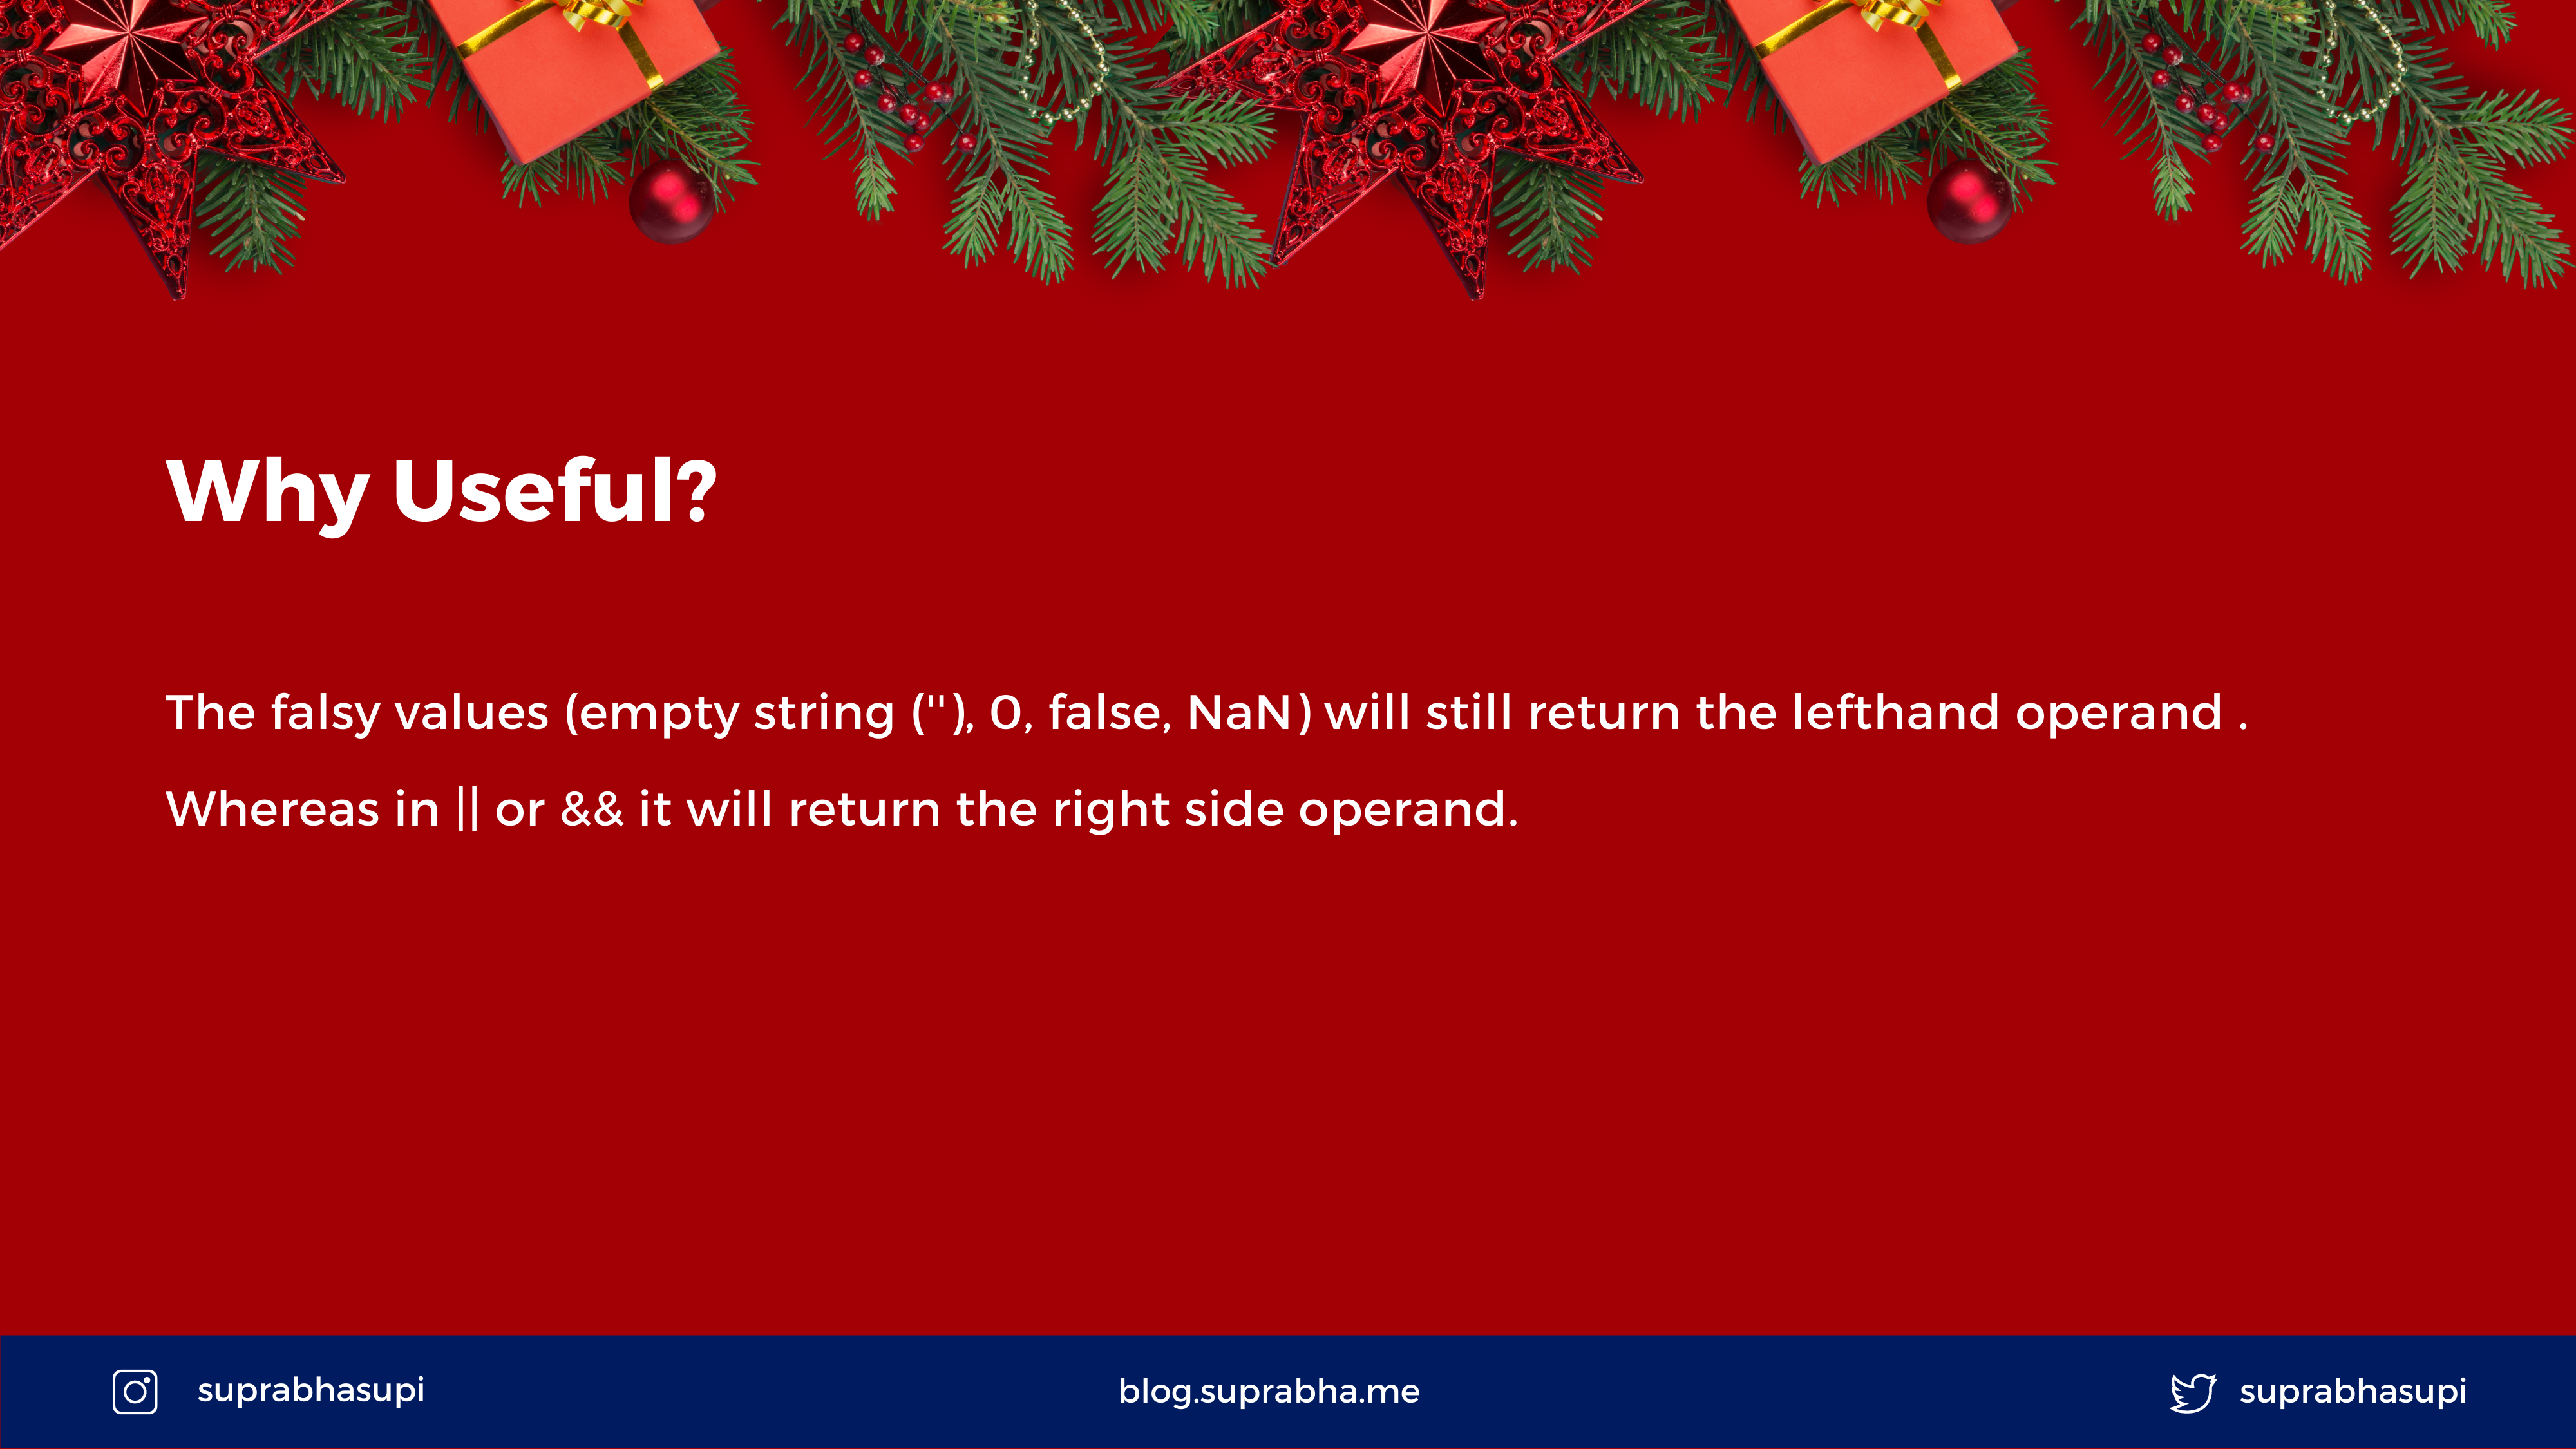 Why Useful?
The falsy values (empty string (''), 0, false, NaN) will still return the lefthand operand .
Whereas in || or && it will return the right side operand.
suprabhasupi
blog.suprabha.me
suprabhasupi